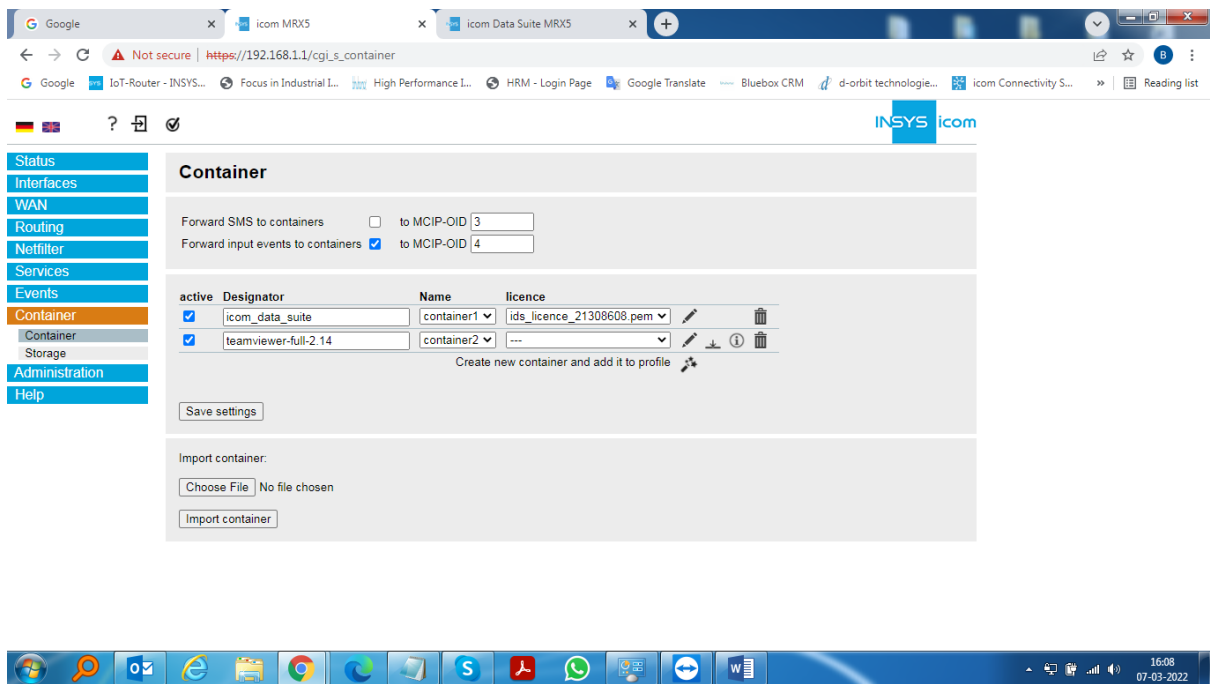 Google
icom MRX5
icom Data Suite MRX5
Not secure | https://192.168.1.1/cgi_s_container
B
Google IoT-Router - INSYS... Focus in Industrial I... High Performance I... HRM - Login Page Google Translate Bluebox CRM d-orbit technologie... icom Connectivity S... » Reading list
? INSYS icom
Status
Interfaces
WAN
Routing
Netfilter
Services
Events
Container
Container
Storage
Administration
Help
Container
Forward SMS to containers to MCIP-OID 3
Forward input events to containers to MCIP-OID 4
active Designator Name licence
icom_data_suite container1 ids_licence_21308608.pem
teamviewer-full-2.14 container2 ---
Create new container and add it to profile
Save settings
Import container:
Choose File No file chosen
Import container
16:08
07-03-2022